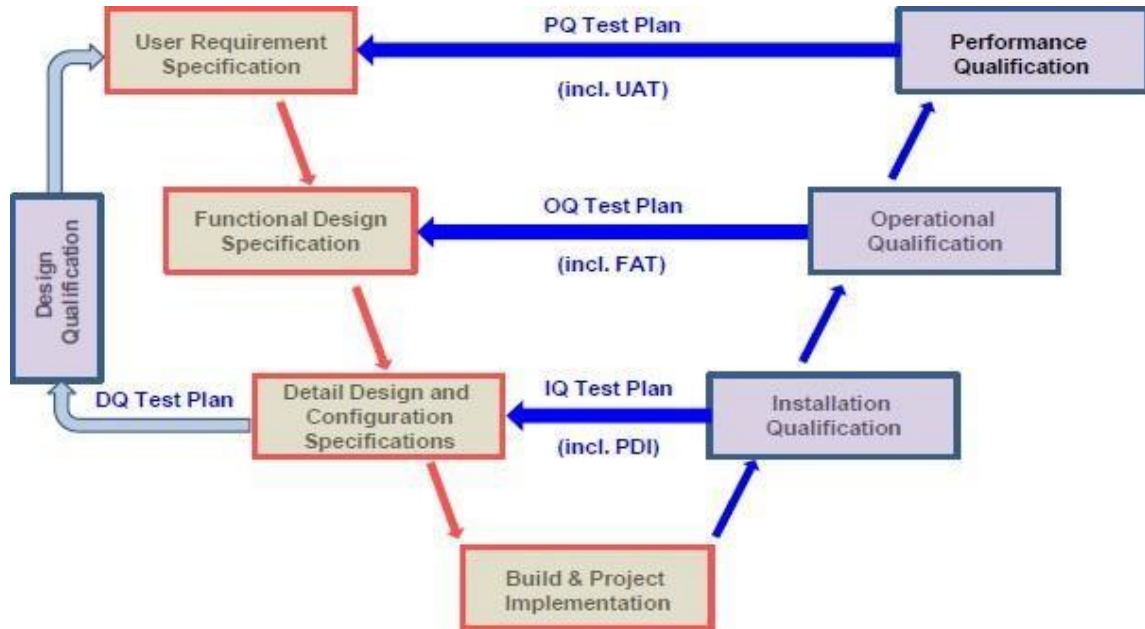 User Requirement
Specification
PQ Test Plan
(incl. UAT)
Performance
Qualification
Functional Design
Specification
OQ Test Plan
(incl. FAT)
Operational
Qualification
Design
Qualification
DQ Test Plan
Detail Design and
Configuration
Specifications
IQ Test Plan
(incl. PDI)
Installation
Qualification
Build & Project
Implementation